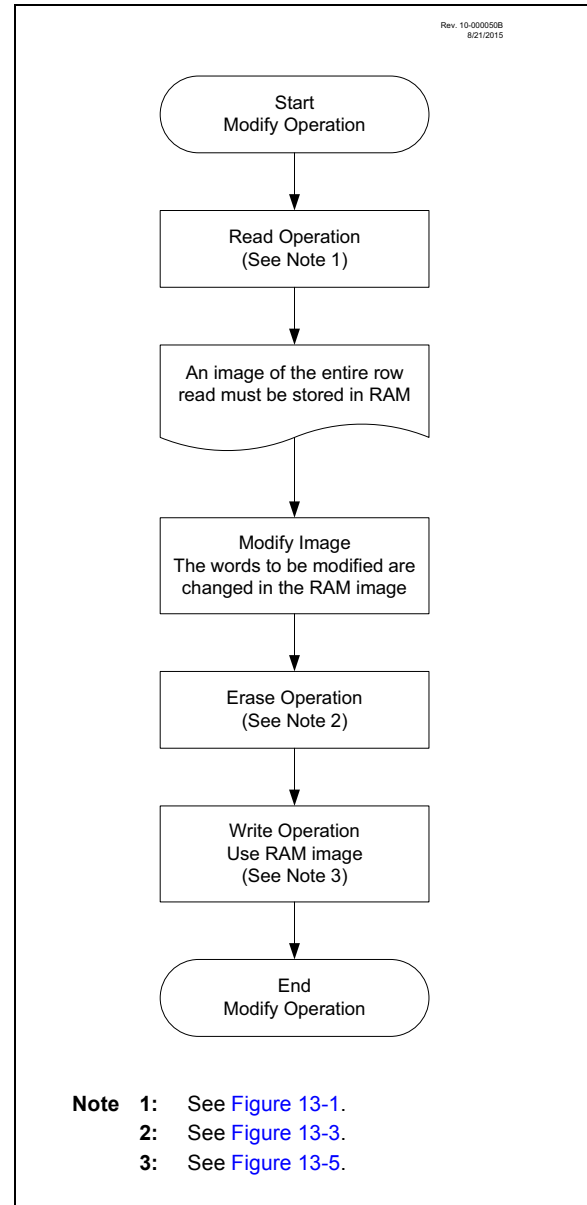 Rev. 10-000050B
8/21/2015
Start
Modify Operation
Read Operation
(See Note 1)
An image of the entire row
read must be stored in RAM
Modify Image
The words to be modified are
changed in the RAM image
Erase Operation
(See Note 2)
Write Operation
Use RAM image
(See Note 3)
End
Modify Operation
Note 1: See Figure 13-1.
2: See Figure 13-3.
3: See Figure 13-5.